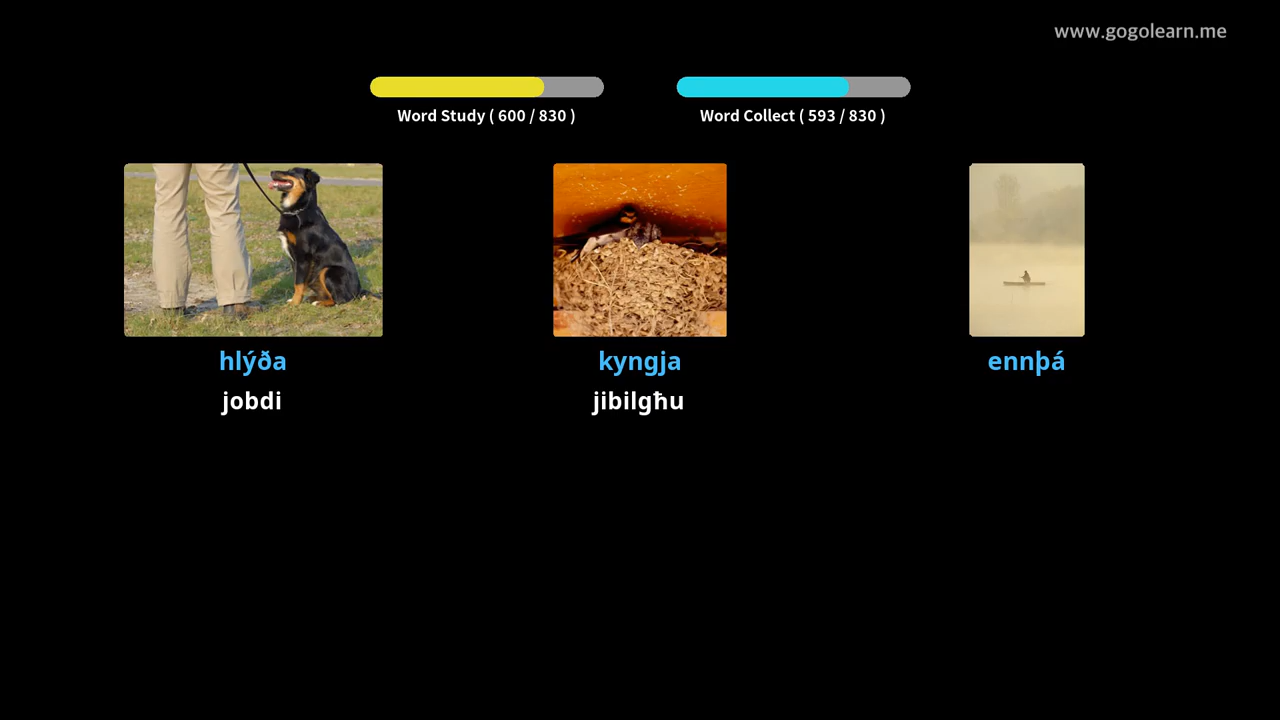 www.gogolearn.me
Word Study ( 600 / 830 )
Word Collect ( 593 / 830 )
hlýða
kyngja
ennþá
jobdi
jibilgħu